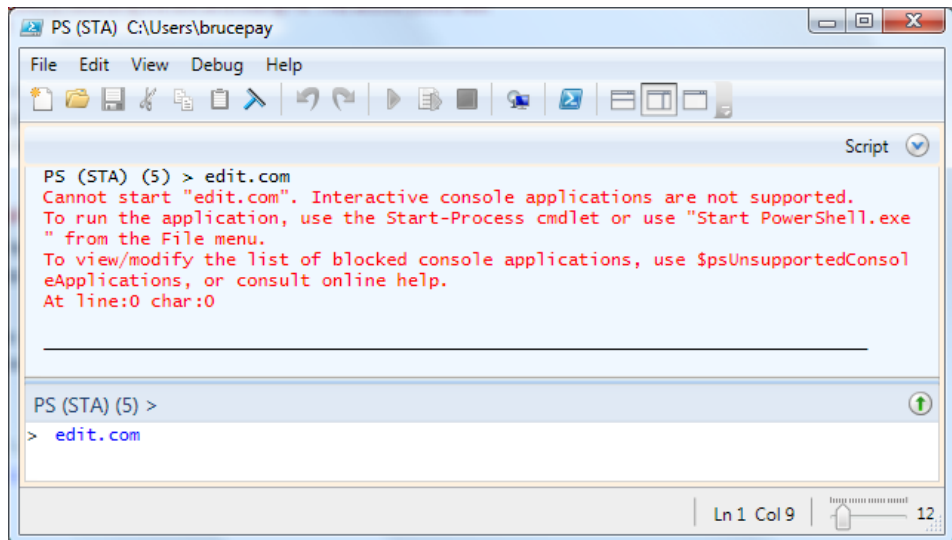 PS (STA) C:\Users\brucepay
File Edit View Debug Help
Script
PS (STA) (5) > edit.com
Cannot start "edit.com". Interactive console applications are not supported.
To run the application, use the Start-Process cmdlet or use "Start PowerShell.exe
" from the File menu.
To view/modify the list of blocked console applications, use $psUnsupportedConsol
eApplications, or consult online help.
At line:0 char:0
PS (STA) (5) >
> edit.com
Ln 1 Col 9 12